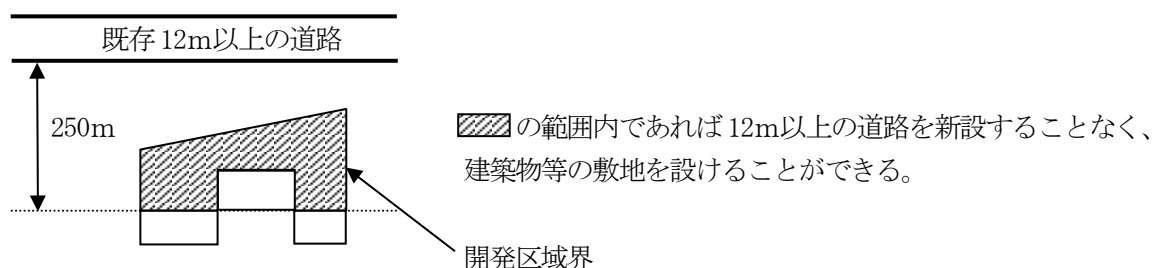 既存12m以上の道路
250m
の範囲内であれば12m以上の道路を新設することなく、
建築物等の敷地を設けることができる。
開発区域界